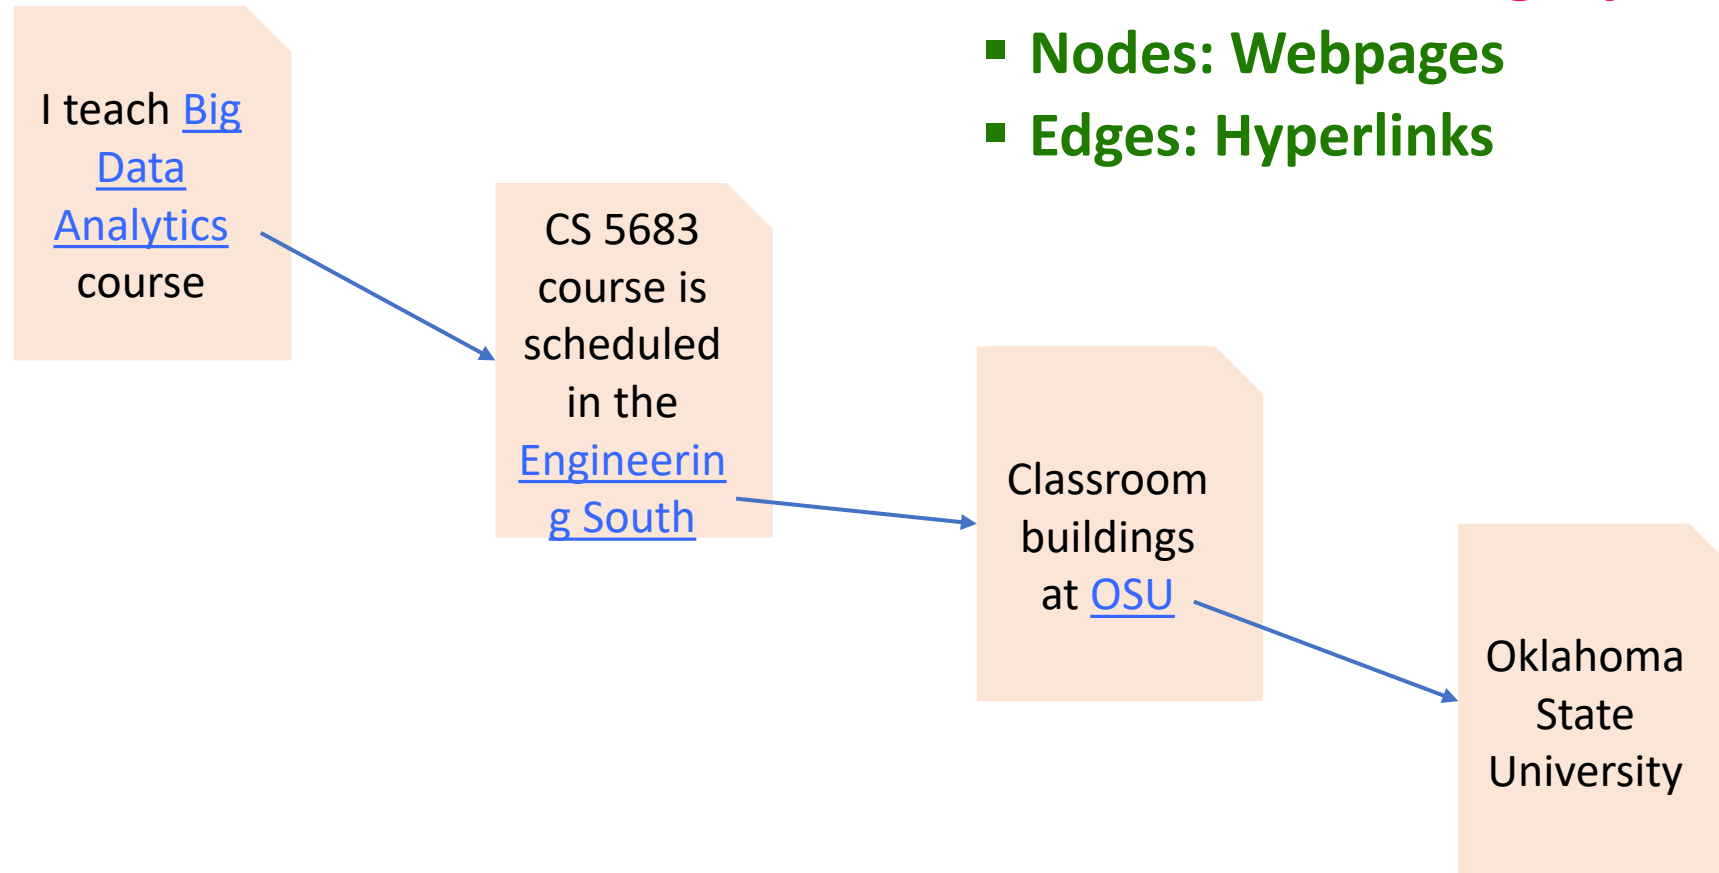 ▪ Nodes: Webpages
▪ Edges: Hyperlinks
I teach Big
Data
Analytics
course
CS 5683
course is
scheduled
in the
Engineerin
g South
Classroom
buildings
at OSU
Oklahoma
State
University